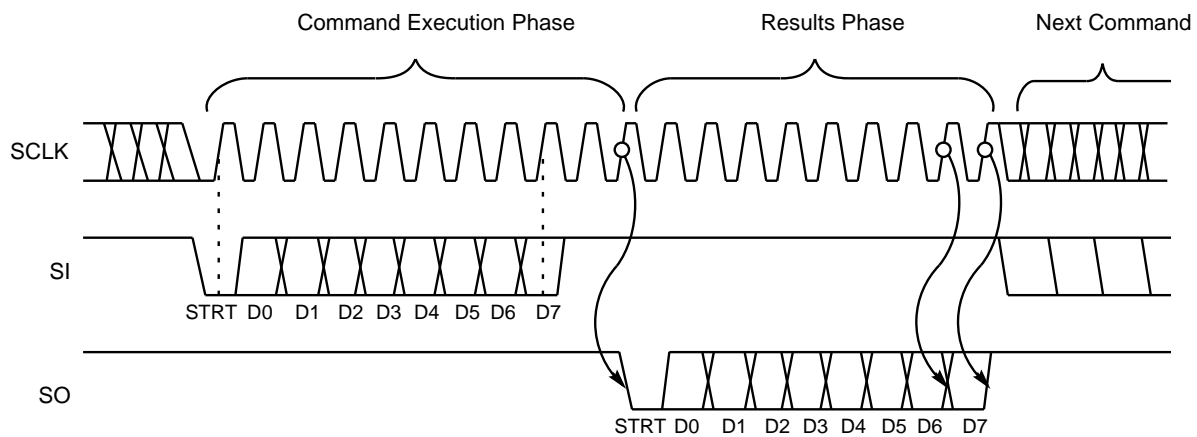 Command Execution Phase Results Phase Next Command
SCLK
SI
STRT D0 D1 D2 D3 D4 D5 D6 D7
SO
STRT D0 D1 D2 D3 D4 D5 D6 D7